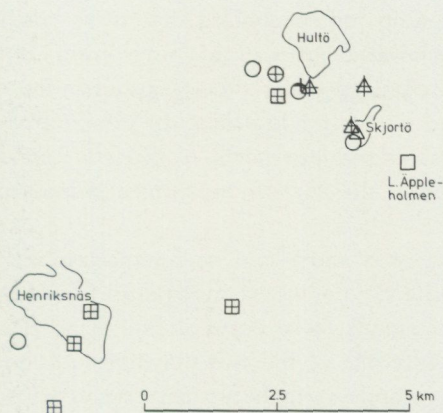 Hultö
Skjortö
L. Äpple-
holmen
Henriksnäs
0 2.5 5 km